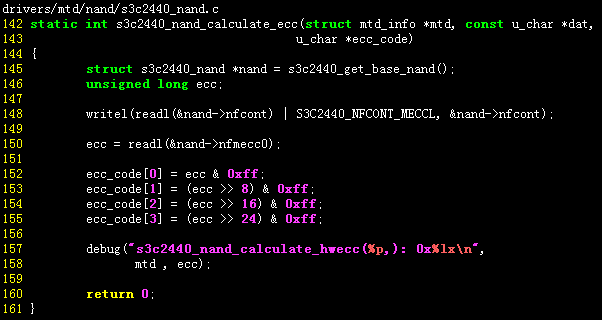 drivers/mtd/nand/s3c2440_nand.c
142 static int s3c2440_nand_calculate_ecc(struct mtd_info *mtd, const u_char *dat,
143                                       u_char *ecc_code)
144 {
145         struct s3c2440_nand *nand = s3c2440_get_base_nand();
146         unsigned long ecc;
147
148         writel(readl(&nand->nfcont) | S3C2440_NFCONT_MECCL, &nand->nfcont);
149
150         ecc = readl(&nand->nfmecc0);
151
152         ecc_code[0] = ecc & 0xff;
153         ecc_code[1] = (ecc >> 8) & 0xff;
154         ecc_code[2] = (ecc >> 16) & 0xff;
155         ecc_code[3] = (ecc >> 24) & 0xff;
156
157         debug("s3c2440_nand_calculate_hwecc(%p,): 0x%lx\n",
158               mtd , ecc);
159
160         return 0;
161 }